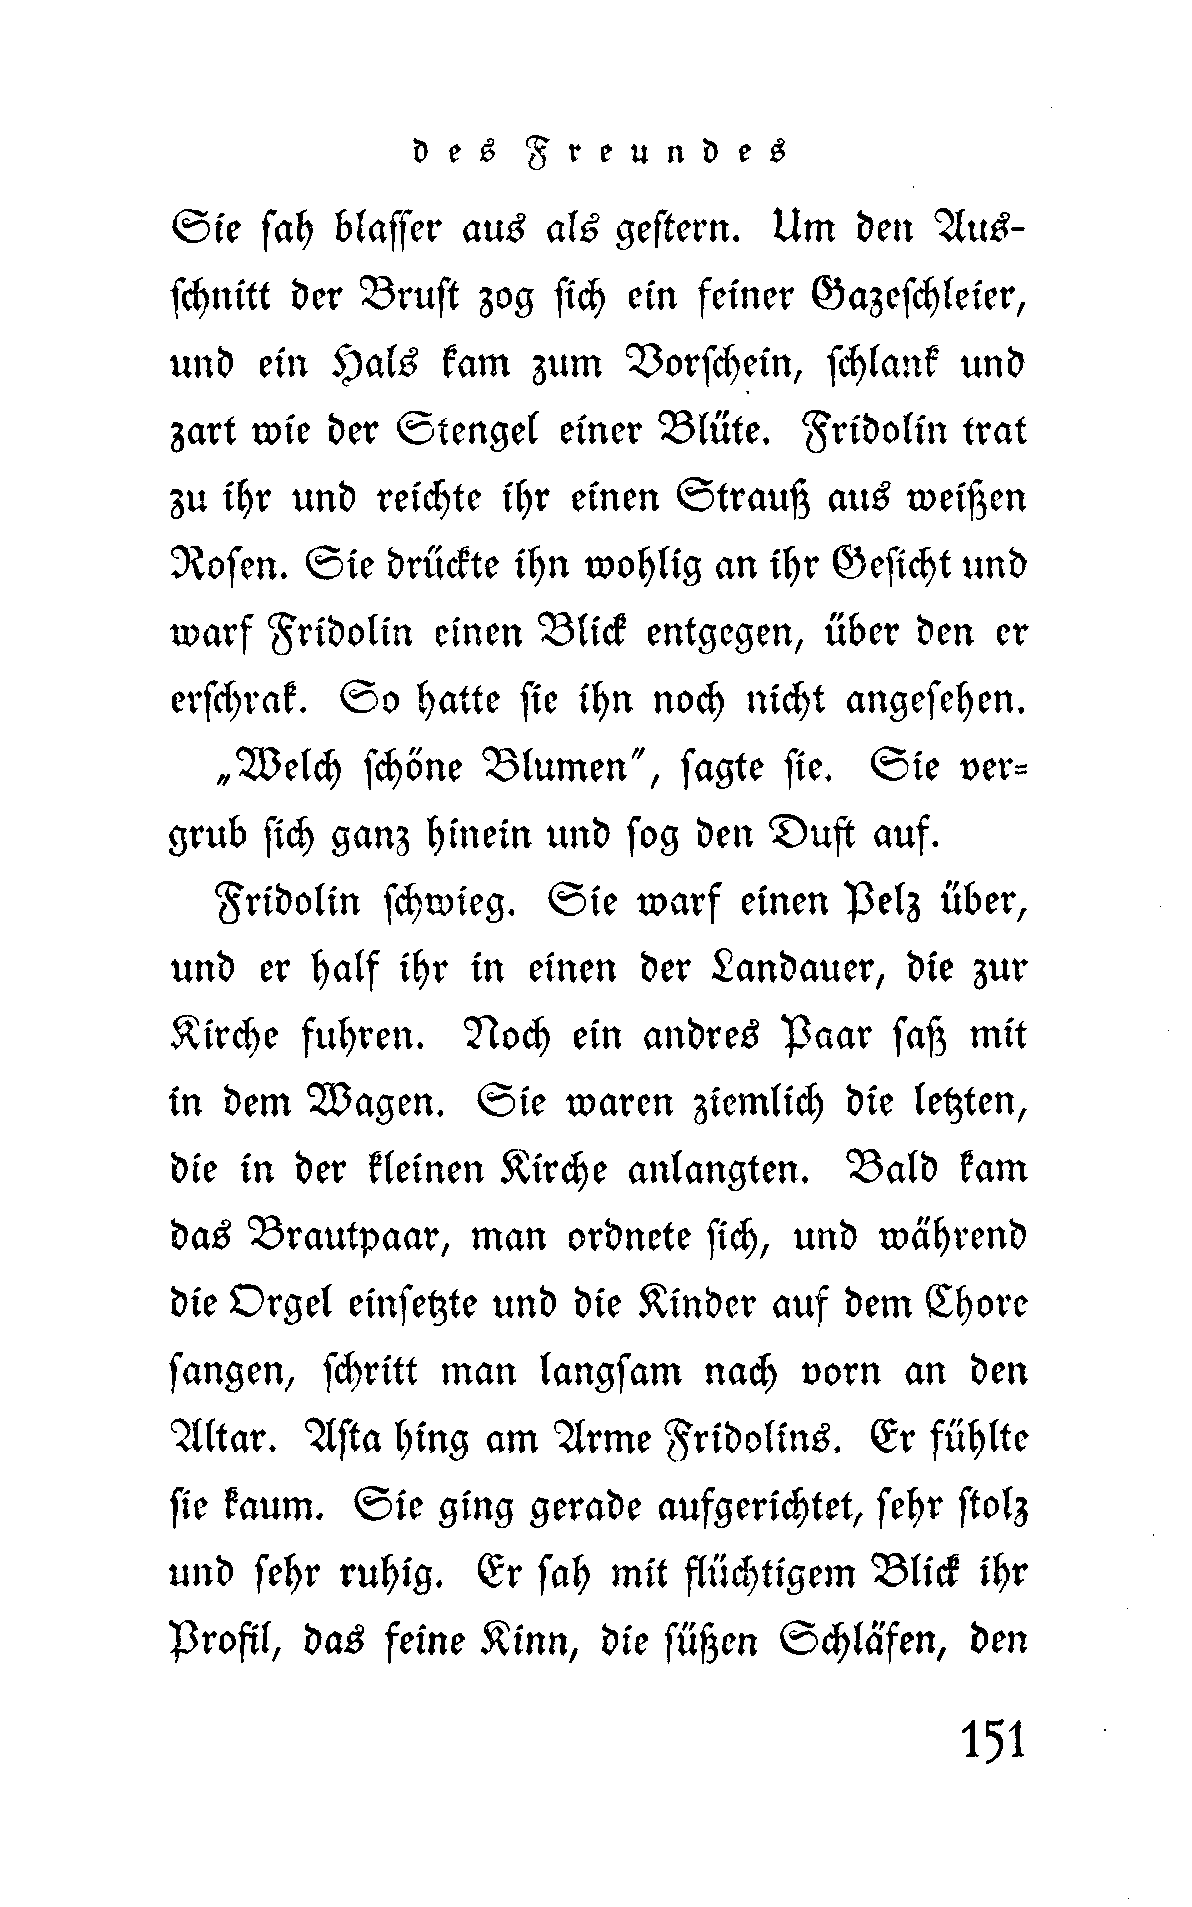 des Freundes
Sie sah blasser aus als gestern. Um den Aus-
schnitt der Brust zog sich ein feiner Gazeschleier,
und ein Hals kam zum Vorschein, schlank und
zart wie der Stengel einer Blüte. Fridolin trat
zu ihr und reichte ihr einen Strauß aus weißen
Rosen. Sie drückte ihn wohlig an ihr Gesicht und
warf Fridolin einen Blick entgegen, über den er
erschrak. So hatte sie ihn noch nicht angesehen.
„Welch schöne Blumen", sagte sie. Sie ver-
grub sich ganz hinein und sog den Duft auf.
Fridolin schwieg. Sie warf einen Pelz über,
und er half ihr in einen der Landauer, die zur
Kirche fuhren. Noch ein andres Paar saß mit
in dem Wagen. Sie waren ziemlich die letzten,
die in der kleinen Kirche anlangten. Bald kam
das Brautpaar, man ordnete sich, und während
die Orgel einsetzte und die Kinder auf dem Chore
sangen, schritt man langsam nach vorn an den
Altar. Asta hing am Arme Fridolins. Er fühlte
sie kaum. Sie ging gerade aufgerichtet, sehr stolz
und sehr ruhig. Er sah mit flüchtigem Blick ihr
Profil, das feine Kinn, die süßen Schläfen, den
151